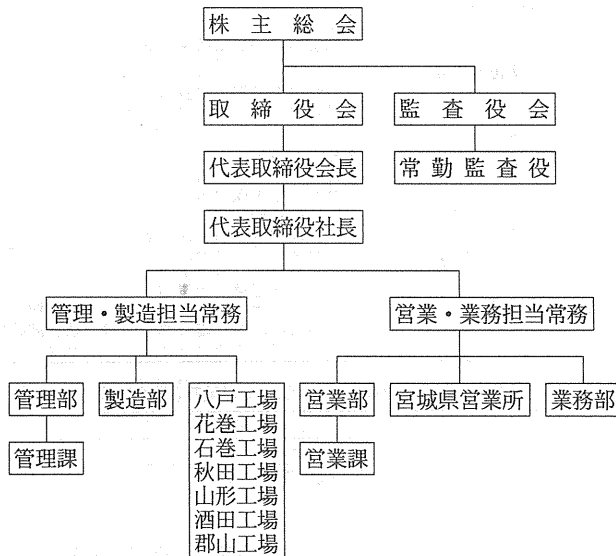 株主総会
取締役会
監査役会
代表取締役会長
常勤監査役
代表取締役社長
管理・製造担当常務
営業・業務担当常務
管理部
製造部
八戸工場
花巻工場
石巻工場
秋田工場
山形工場
酒田工場
郡山工場
営業部
宮城県営業所
業務部
管理課
営業課